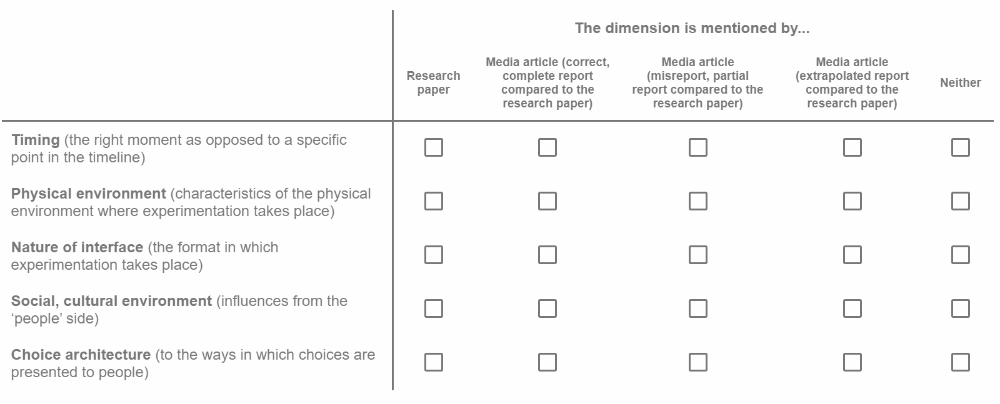 The dimension is mentioned by...
Research
paper
Media article (correct,
complete report
compared to the
research paper)
Media article
(misreport, partial
report compared to the
research paper)
Media article
(extrapolated report
compared to the
research paper)
Neither
Timing (the right moment as opposed to a specific
point in the timeline)
Physical environment (characteristics of the physical
environment where experimentation takes place)
Nature of interface (the format in which
experimentation takes place)
Social, cultural environment (influences from the
‘people’ side)
Choice architecture (to the ways in which choices are
presented to people)